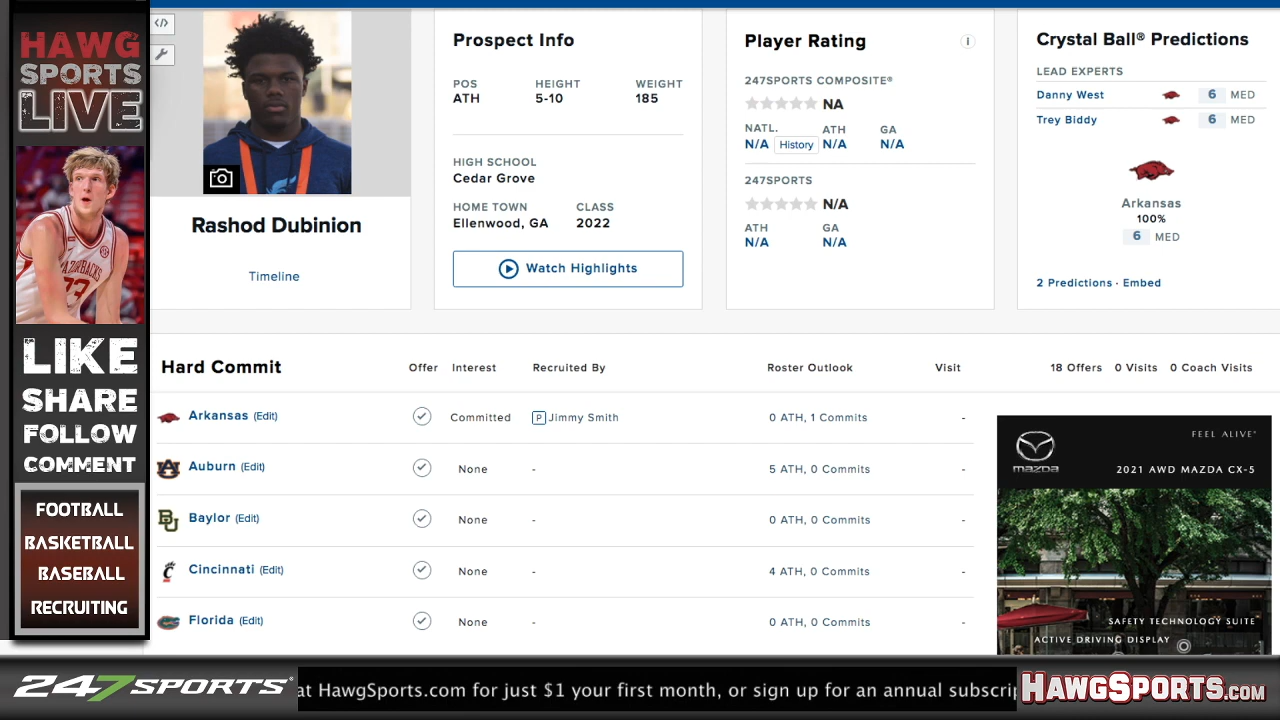 HAWG
SPORTS
LIVE
RAZORBACKS
LIKE
SHARE
FOLLOW
COMMENT
FOOTBALL
BASKETBALL
BASEBALL
RECRUITING
</>
Rashod Dubinion
Timeline
Prospect Info
POS HEIGHT WEIGHT
ATH 5-10 185
HIGH SCHOOL
Cedar Grove
HOME TOWN CLASS
Ellenwood, GA 2022
Watch Highlights
Player Rating i
247SPORTS COMPOSITE®
NA
NATL. ATH GA
N/A History N/A N/A
247SPORTS
N/A
ATH GA
N/A N/A
Crystal Ball® Predictions
LEAD EXPERTS
Danny West 6 MED
Trey Biddy 6 MED
Arkansas
100%
6 MED
2 Predictions · Embed
Hard Commit Offer Interest Recruited By Roster Outlook Visit 18 Offers 0 Visits 0 Coach Visits
Arkansas (Edit) Committed P Jimmy Smith 0 ATH, 1 Commits -
Auburn (Edit) None - 5 ATH, 0 Commits -
Baylor (Edit) None - 0 ATH, 0 Commits -
Cincinnati (Edit) None - 4 ATH, 0 Commits -
Florida (Edit) None - 0 ATH, 0 Commits -
FEEL ALIVE
mazda
2021 AWD MAZDA CX-5
SAFETY TECHNOLOGY SUITE
ACTIVE DRIVING DISPLAY
247SPORTS
at HawgSports.com for just $1 your first month, or sign up for an annual subscrip
HAWGSPORTS.COM